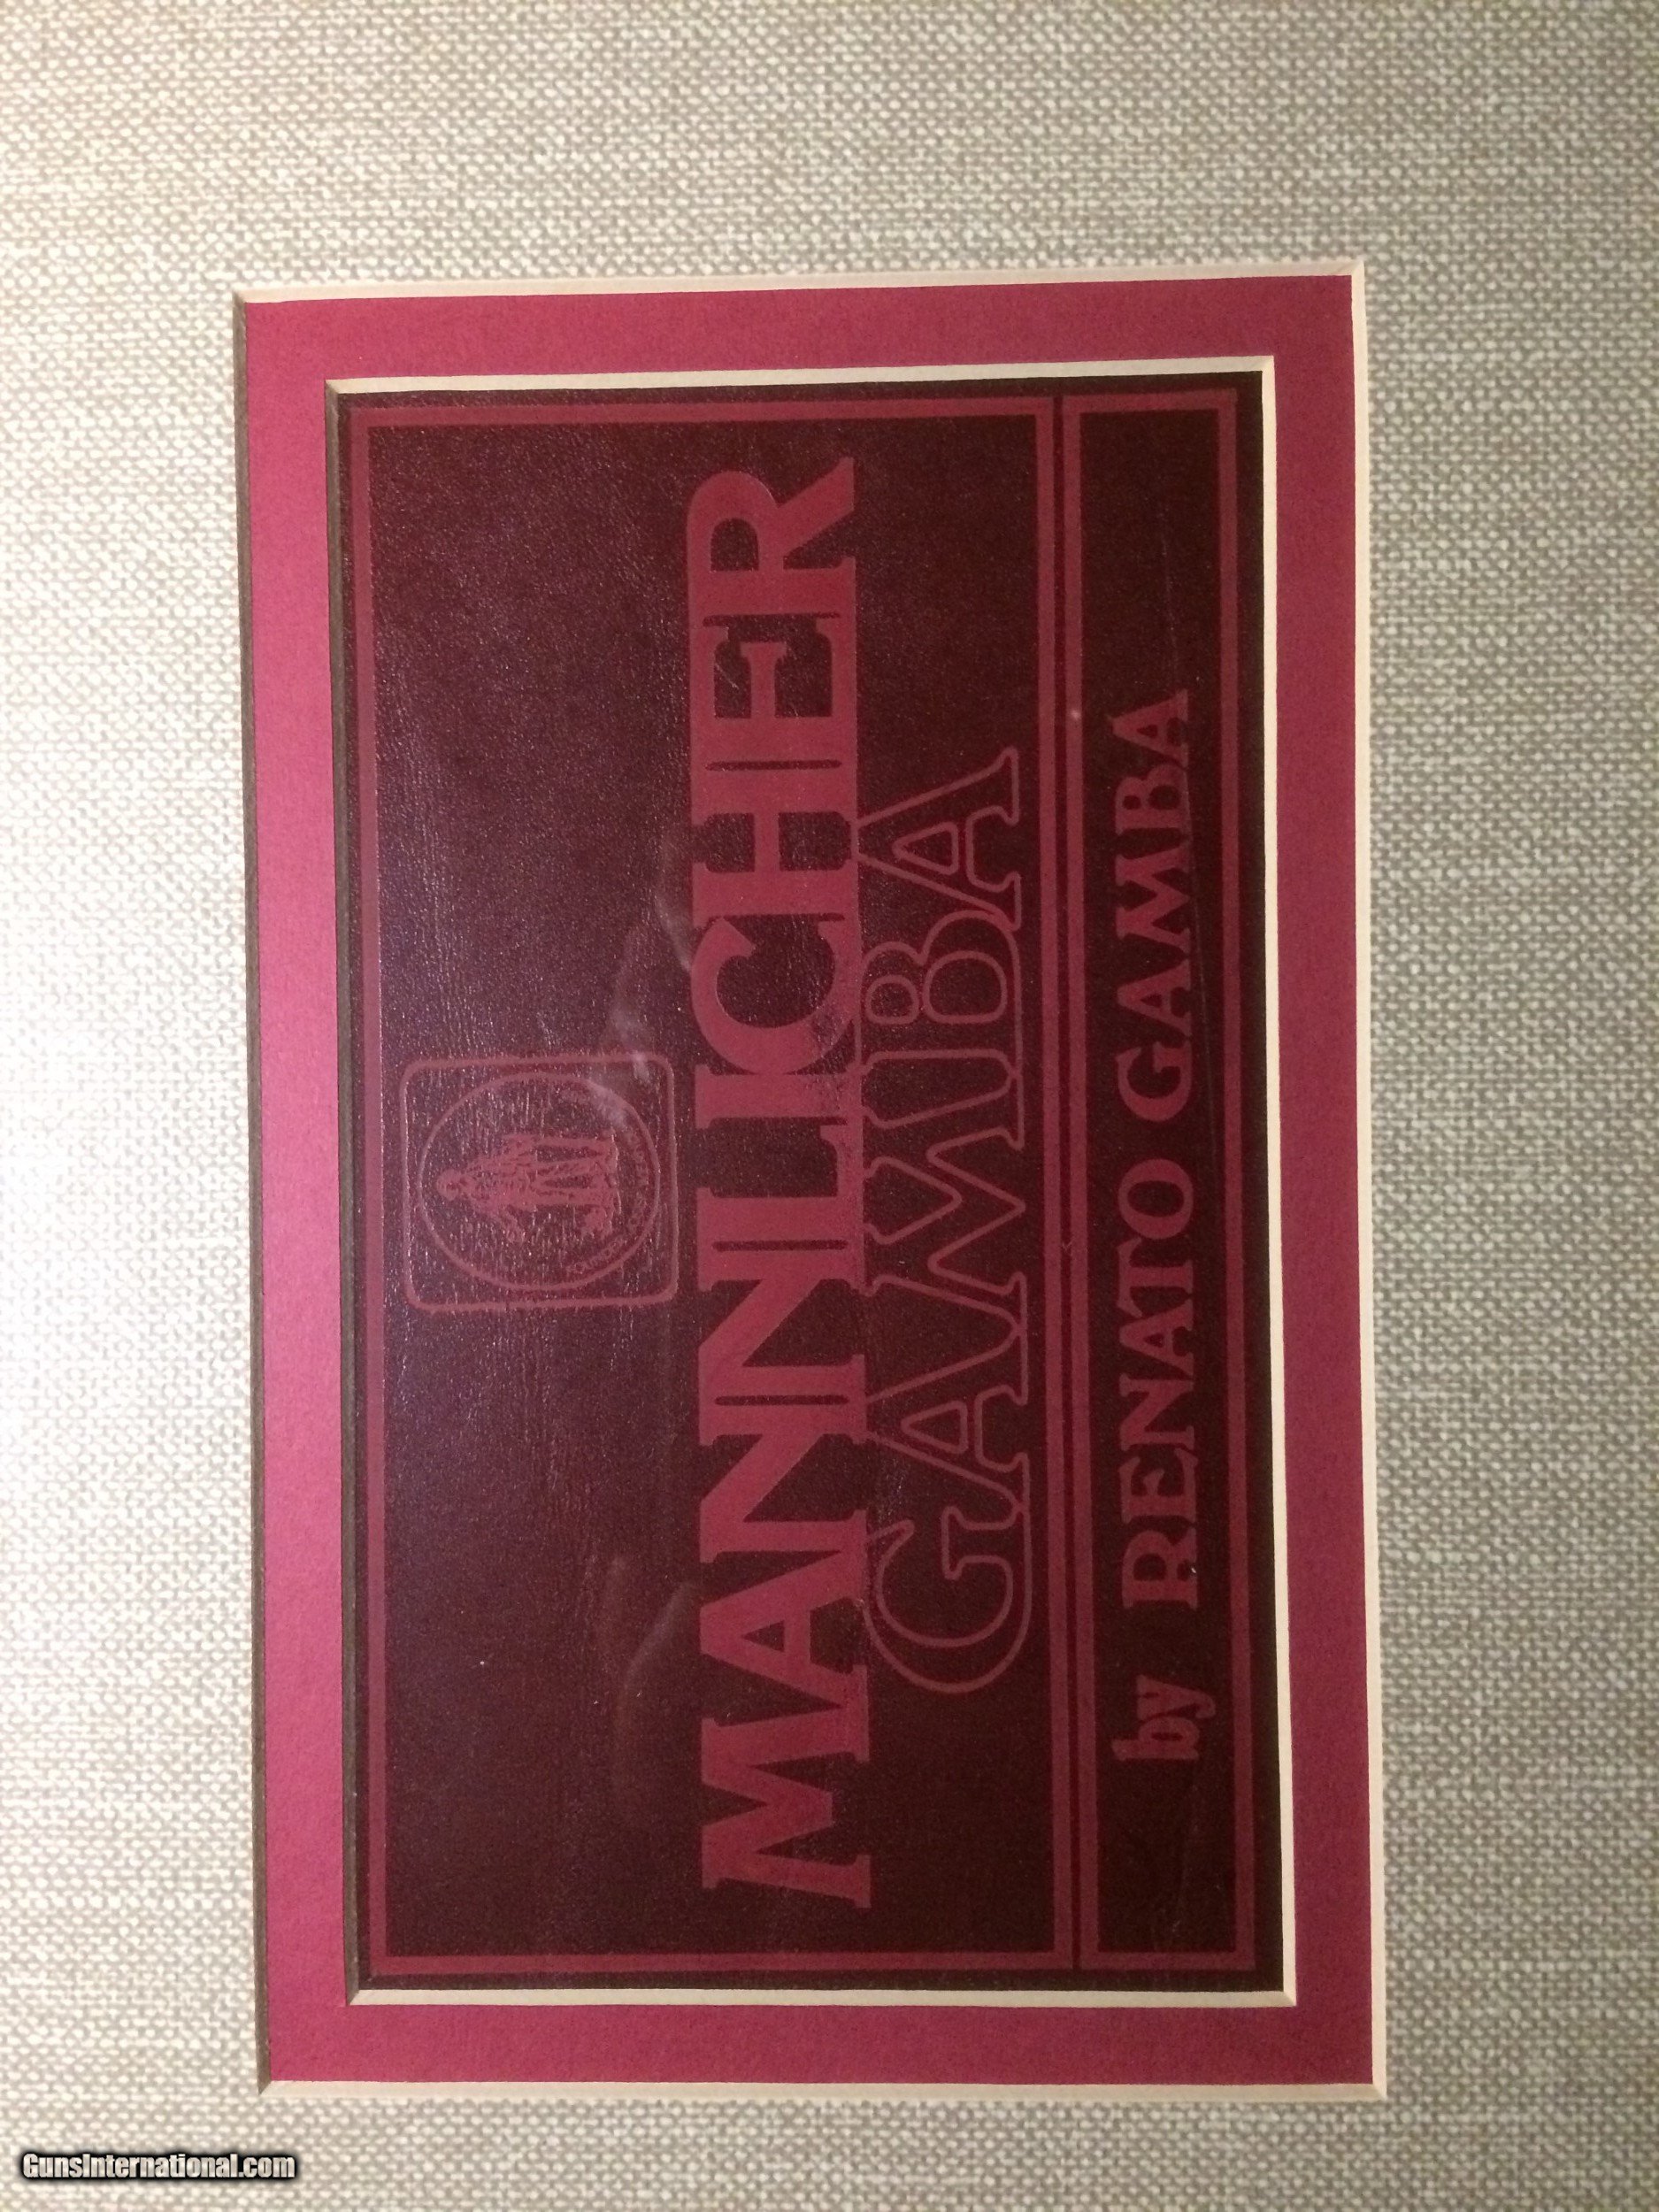 MANNLICHER
GAMBA
by RENATO GAMBA
GunsInternational.com